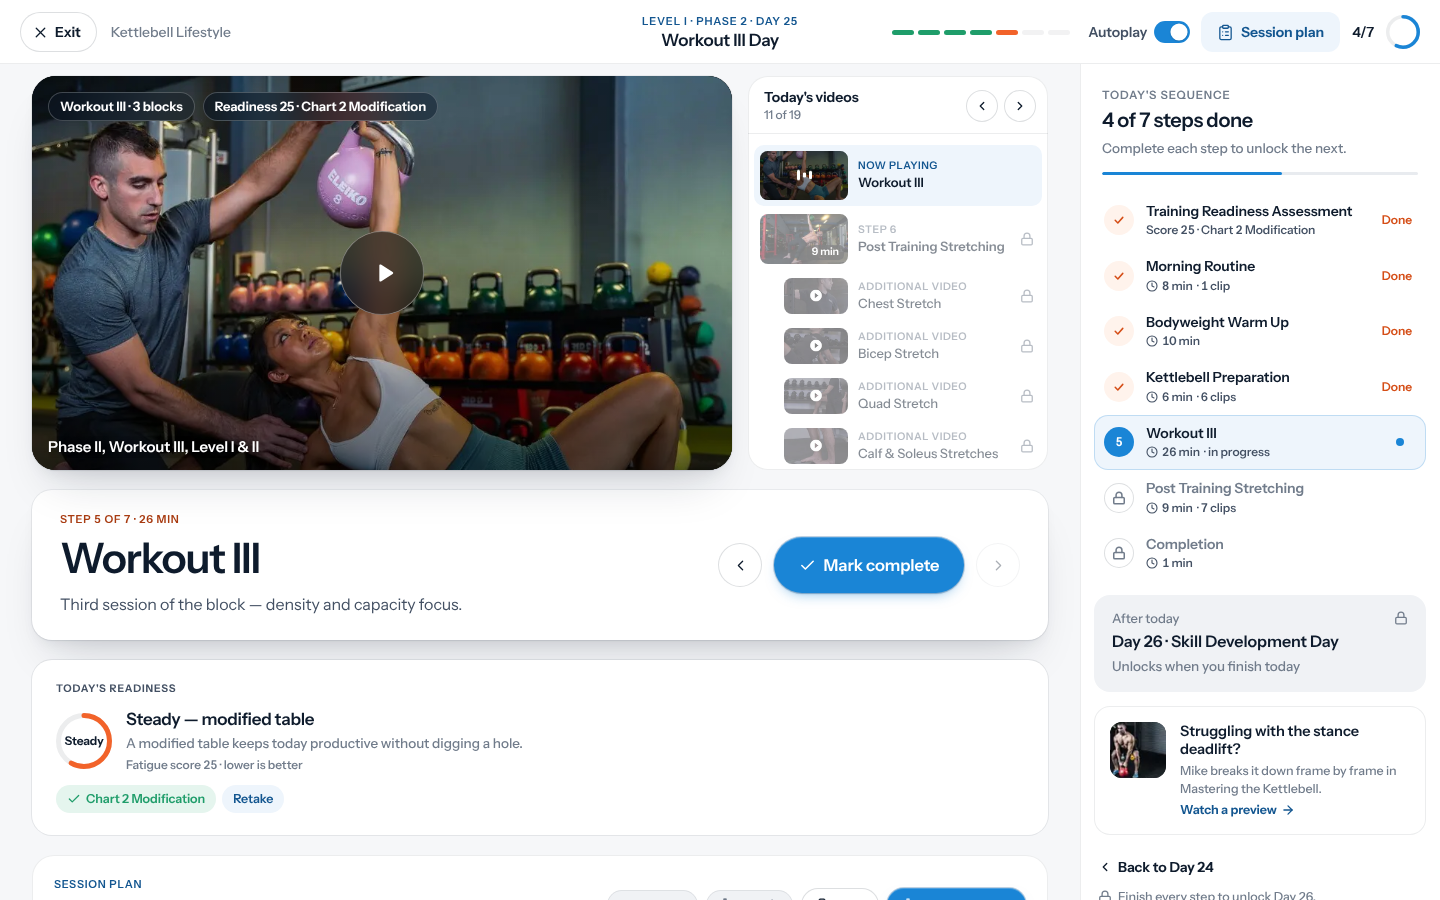 Exit
Kettlebell Lifestyle
LEVEL I · PHASE 2 · DAY 25
Workout III Day
Autoplay
Session plan
4/7
Workout III · 3 blocks
Readiness 25 · Chart 2 Modification
ELEIKO
8
Phase II, Workout III, Level I & II
Today's videos
11 of 19
NOW PLAYING
Workout III
STEP 6
Post Training Stretching
9 min
ADDITIONAL VIDEO
Chest Stretch
ADDITIONAL VIDEO
Bicep Stretch
ADDITIONAL VIDEO
Quad Stretch
ADDITIONAL VIDEO
Calf & Soleus Stretches
STEP 5 OF 7 · 26 MIN
Workout III
Third session of the block — density and capacity focus.
Mark complete
TODAY'S READINESS
Steady
Steady — modified table
A modified table keeps today productive without digging a hole.
Fatigue score 25 · lower is better
Chart 2 Modification
Retake
SESSION PLAN
TODAY'S SEQUENCE
4 of 7 steps done
Complete each step to unlock the next.
Training Readiness Assessment
Score 25 · Chart 2 Modification
Done
Morning Routine
8 min · 1 clip
Done
Bodyweight Warm Up
10 min
Done
Kettlebell Preparation
6 min · 6 clips
Done
5
Workout III
26 min · in progress
Post Training Stretching
9 min · 7 clips
Completion
1 min
After today
Day 26 · Skill Development Day
Unlocks when you finish today
Struggling with the stance
deadlift?
Mike breaks it down frame by frame in
Mastering the Kettlebell.
Watch a preview
Back to Day 24
Finish every step to unlock Day 26.